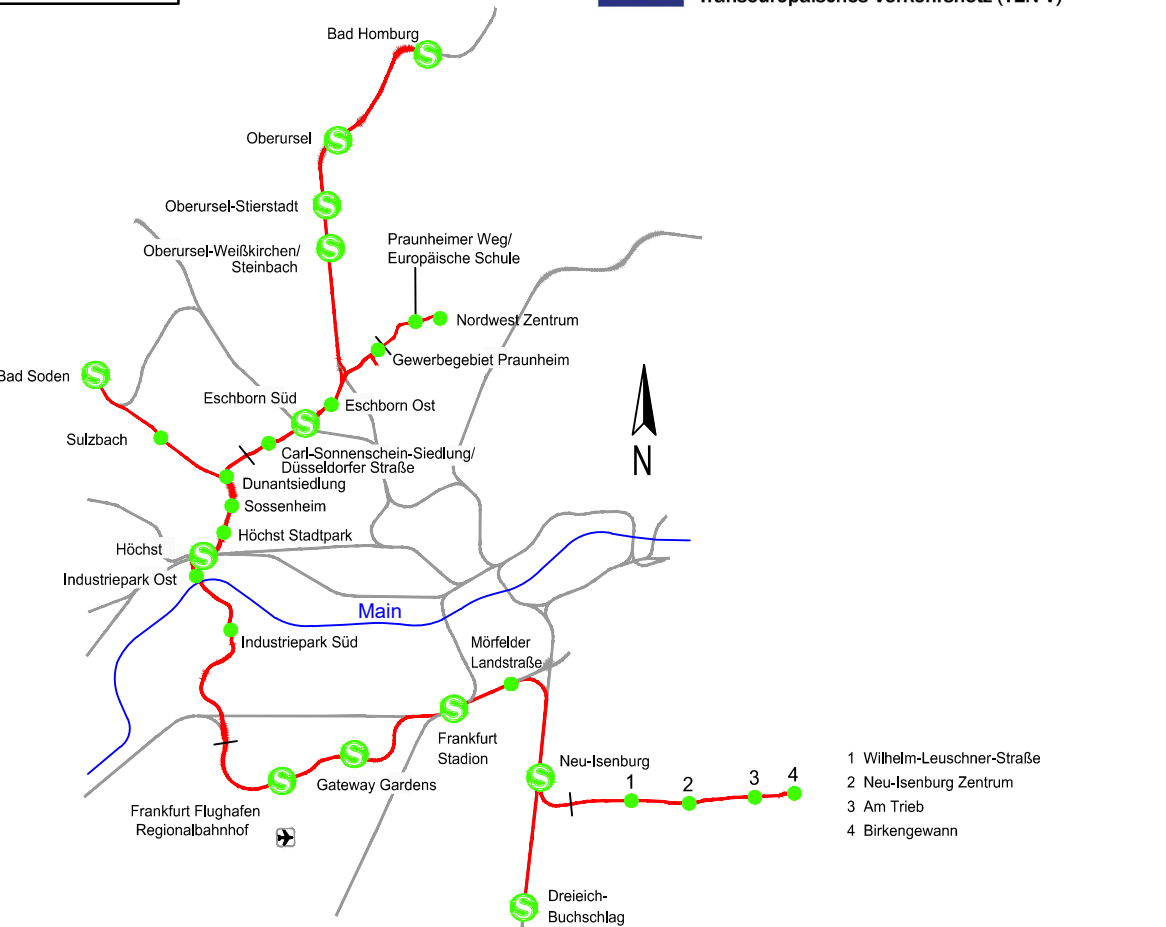 Transeuropäisches Verkehrsnetz (TEN-V)
Bad Homburg
S
Oberursel
S
Oberursel-Stierstadt
S
Oberursel-Weißkirchen/
Steinbach
S
Praunheimer Weg/
Europäische Schule
Nordwest Zentrum
Gewerbegebiet Praunheim
Bad Soden
S
Eschborn Süd
S
Eschborn Ost
Sulzbach
Carl-Sonnenschein-Siedlung/
Düsseldorfer Straße
Dunantsiedlung
N
Sossenheim
Höchst Stadtpark
Höchst
S
Industriepark Ost
Main
Industriepark Süd
Mörfelder
Landstraße
S
Frankfurt
Stadion
S
Gateway Gardens
S
Frankfurt Flughafen
Regionalbahnhof
Neu-Isenburg
S
1
2
3
4
1 Wilhelm-Leuschner-Straße
2 Neu-Isenburg Zentrum
3 Am Trieb
4 Birkengewann
S
Dreieich-
Buchschlag